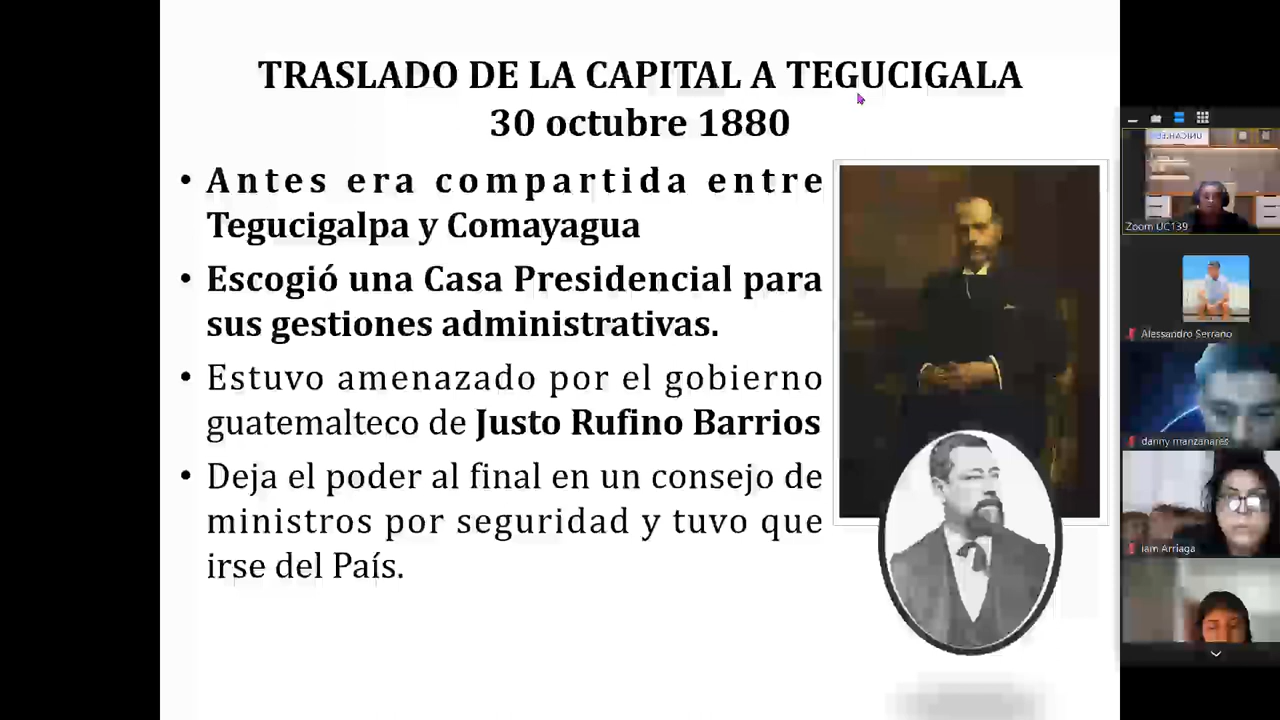 TRASLADO DE LA CAPITAL A TEGUCIGALA
30 octubre 1880
• Antes era compartida entre
Tegucigalpa y Comayagua
• Escogió una Casa Presidencial para
sus gestiones administrativas.
• Estuvo amenazado por el gobierno
guatemalteco de Justo Rufino Barrios
• Deja el poder al final en un consejo de
ministros por seguridad y tuvo que
irse del País.
Zoom UC139
Alessandro Serrano
danny manzanares
iam Arriaga